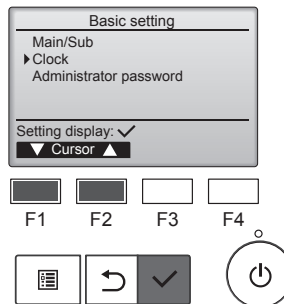 Basic setting
Main/Sub
Clock
Administrator password
Setting display:
Cursor
F1 F2 F3 F4